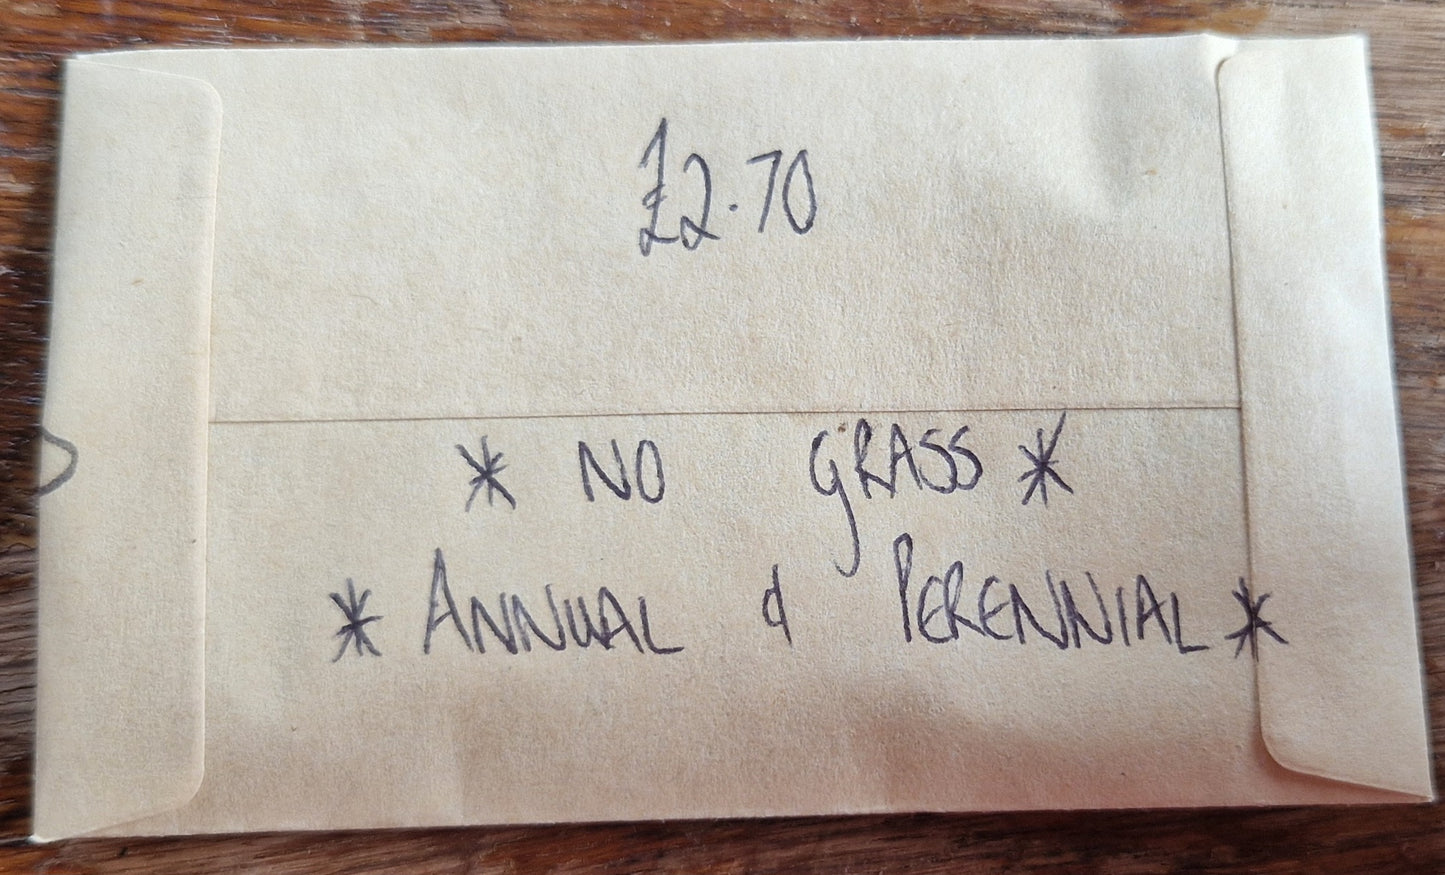 £2.70
* NO GRASS *
* ANNUAL & PERENNIAL *